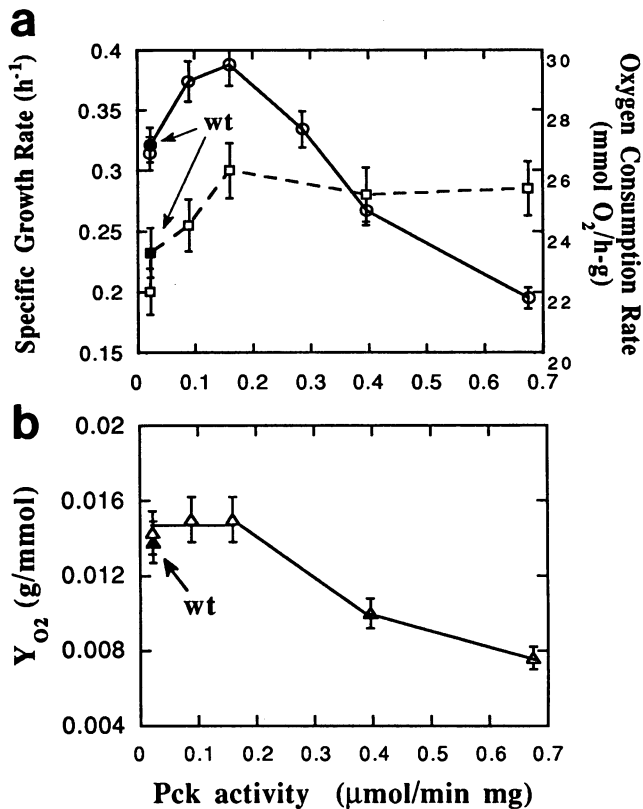 a
Specific Growth Rate (h-1)
0.4
0.35
0.3
0.25
0.2
0.15
wt
30
28
26
24
22
20
Oxygen Consumption Rate
(mmol O2/h-g)
0 0.1 0.2 0.3 0.4 0.5 0.6 0.7
b
YO2 (g/mmol)
0.02
0.016
0.012
0.008
0.004
wt
0 0.1 0.2 0.3 0.4 0.5 0.6 0.7
Pck activity (μmol/min mg)